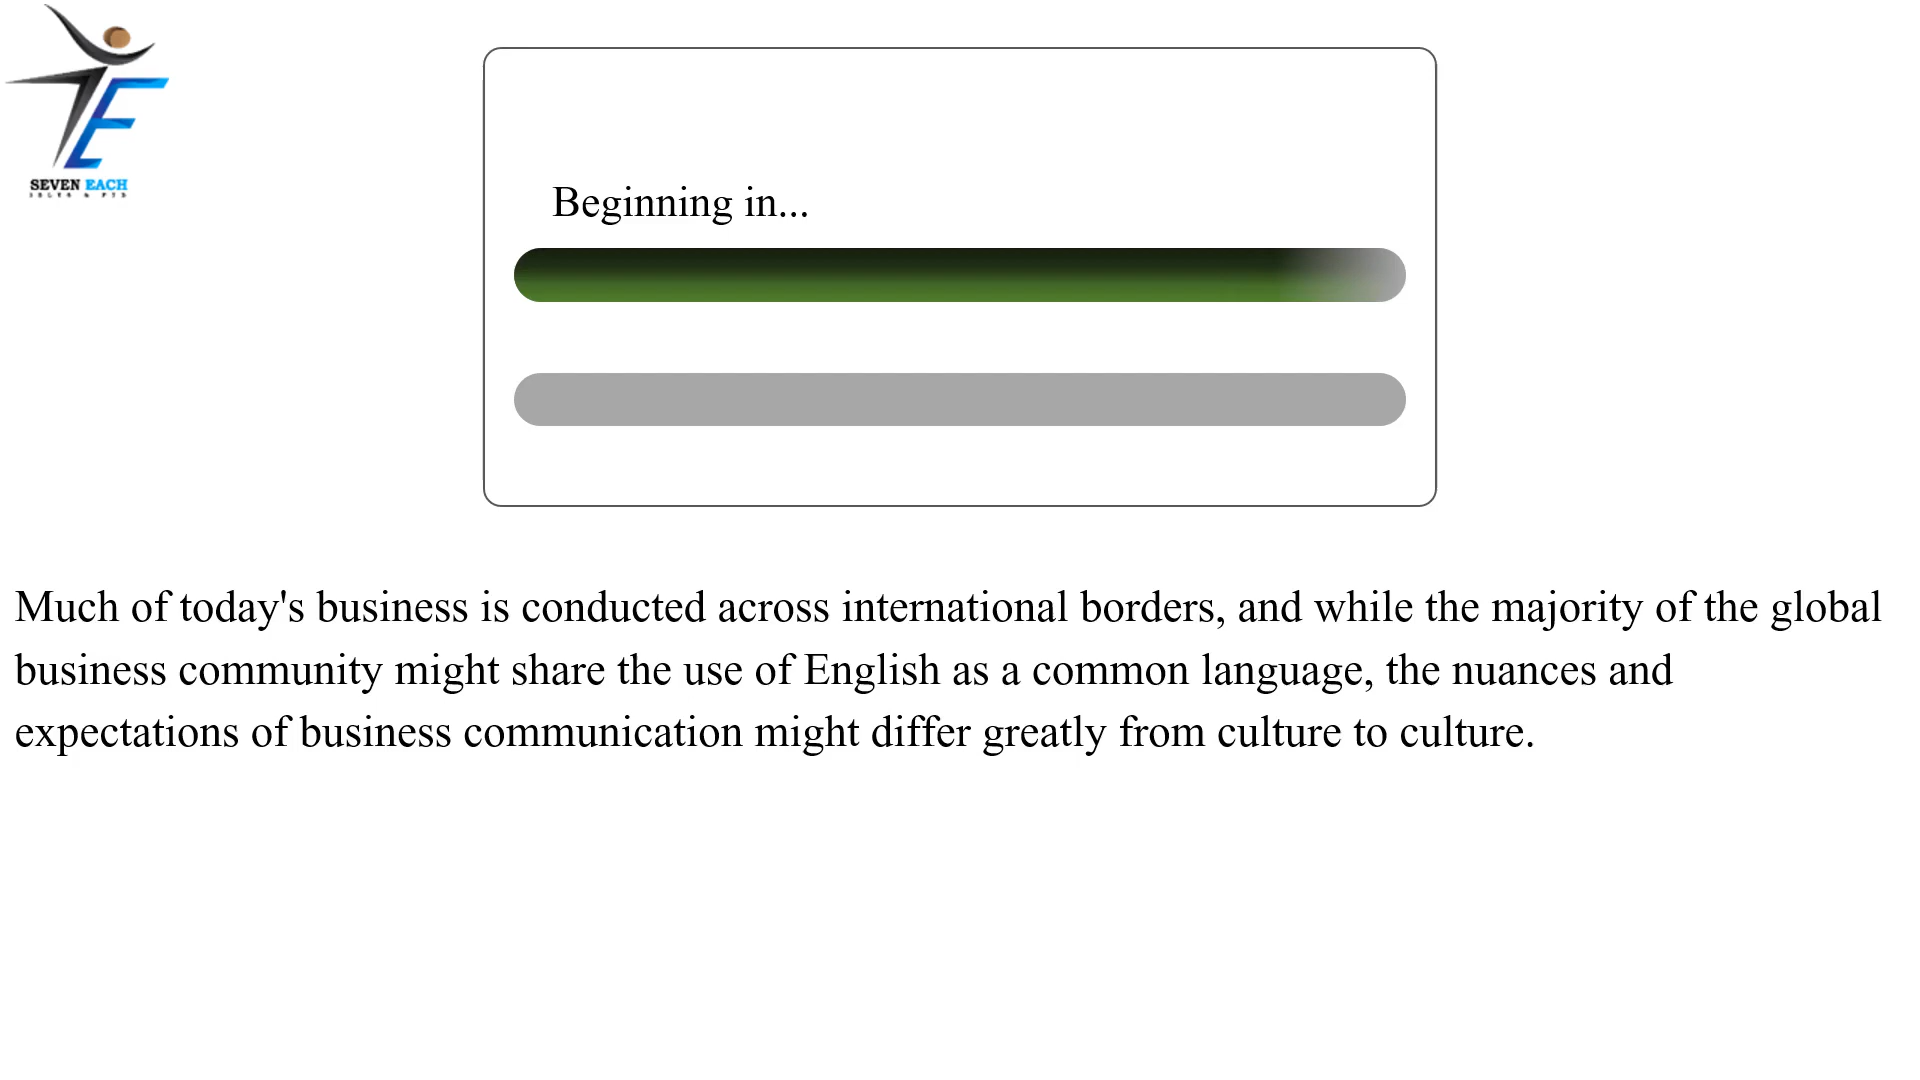 SEVEN EACH
Beginning in...
Much of today's business is conducted across international borders, and while the majority of the global
business community might share the use of English as a common language, the nuances and
expectations of business communication might differ greatly from culture to culture.